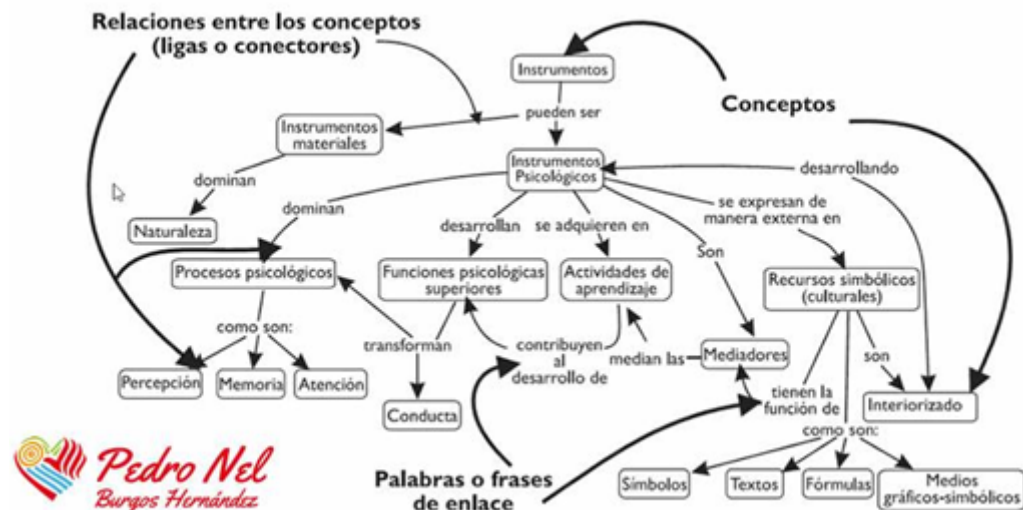 Relaciones entre los conceptos
(ligas o conectores)
Instrumentos
Conceptos
pueden ser
Instrumentos
materiales
Instrumentos
Psicológicos
desarrollando
dominan
dominan
se expresan de
manera externa en
Naturaleza
desarrollan
se adquieren en
Son
Procesos psicológicos
Funciones psicológicas
superiores
Actividades de
aprendizaje
Recursos simbólicos
(culturales)
como son:
transforman
contribuyen
al
desarrollo de
median las
Mediadores
son
Percepción
Memoria
Atención
tienen la
función de
Interiorizado
Conducta
como son:
Pedro Nel
Burgos Hernández
Palabras o frases
de enlace
Símbolos
Textos
Fórmulas
Medios
gráficos-simbólicos